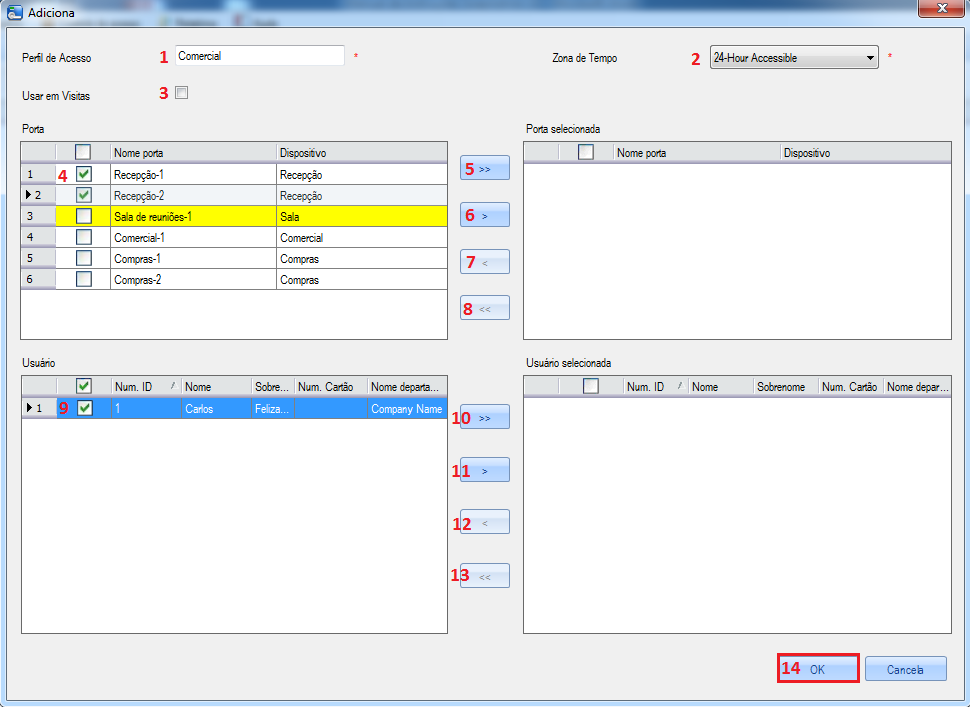 Adiciona
Perfil de Acesso 1 Comercial * Zona de Tempo 2 24-Hour Accessible *
Usar em Visitas 3
Porta
Nome porta Dispositivo
1 4 Recepção-1 Recepção
2 Recepção-2 Recepção
3 Sala de reuniões-1 Sala
4 Comercial-1 Comercial
5 Compras-1 Compras
6 Compras-2 Compras
5 >>
6 >
7 <
8 <<
Porta selecionada
Nome porta Dispositivo
Usuário
Num. ID / Nome Sobre... Num. Cartão Nome departa...
1 9 1 Carlos Feliza... Company Name
10 >>
11 >
12 <
13 <<
Usuário selecionada
Num. ID / Nome Sobrenome Num. Cartão Nome depar...
14 OK Cancela